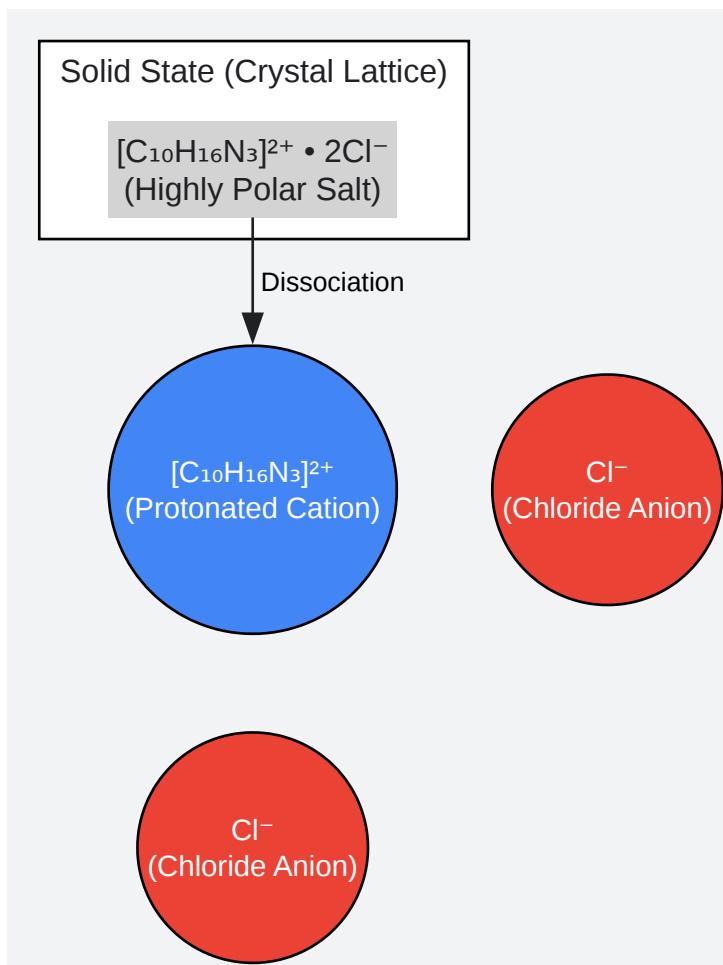 Solid State (Crystal Lattice)
[C₁₀H₁₆N₃]²⁺ • 2Cl⁻
(Highly Polar Salt)
Dissociation
[C₁₀H₁₆N₃]²⁺
(Protonated Cation)
Cl⁻
(Chloride Anion)
Cl⁻
(Chloride Anion)